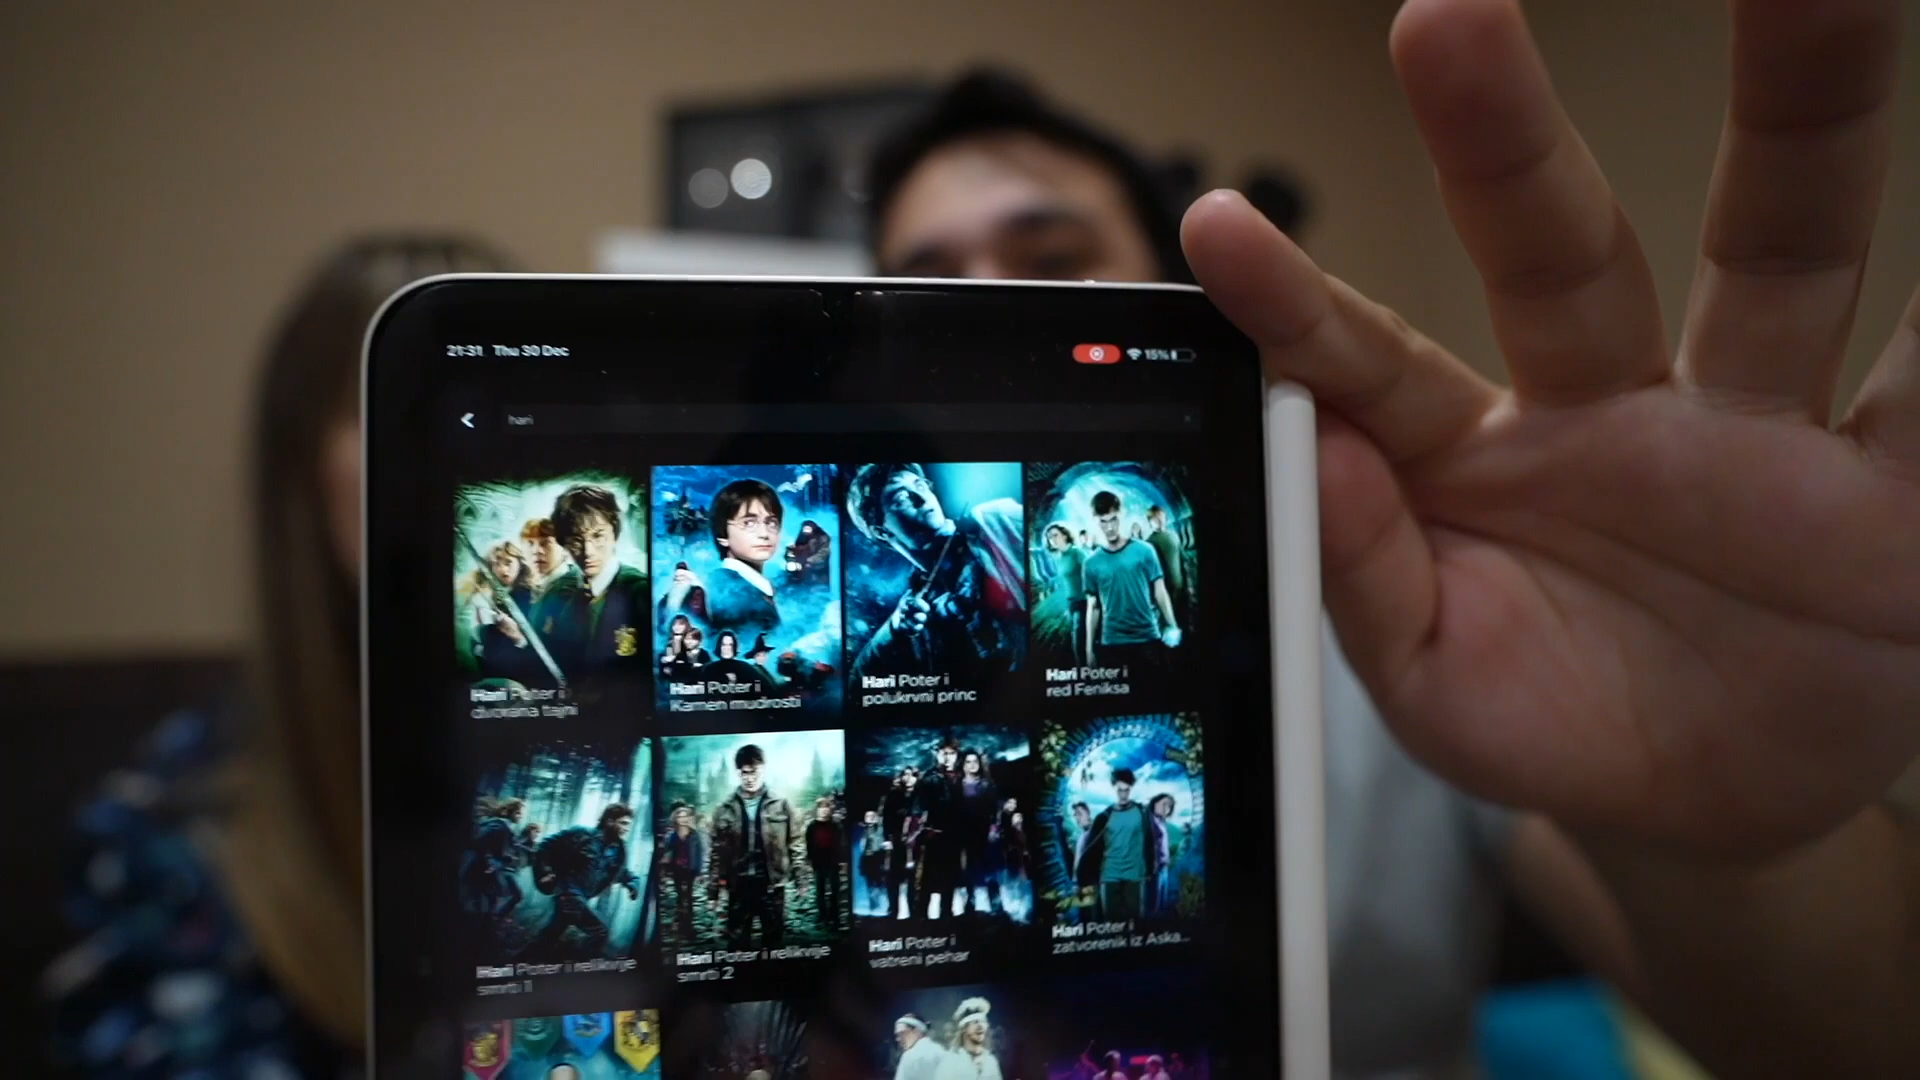 21:31 Thu 30 Dec
15%
hari
Hari Poter i
dvorana tajni
Hari Poter i
Kamen mudrosti
Hari Poter i
polukrvni princ
Hari Poter i
red Feniksa
Hari Poter i relikvije
smrti 1
Hari Poter i relikvije
smrti 2
Hari Poter i
vatreni pehar
Hari Poter i
zatvorenik iz Aska...